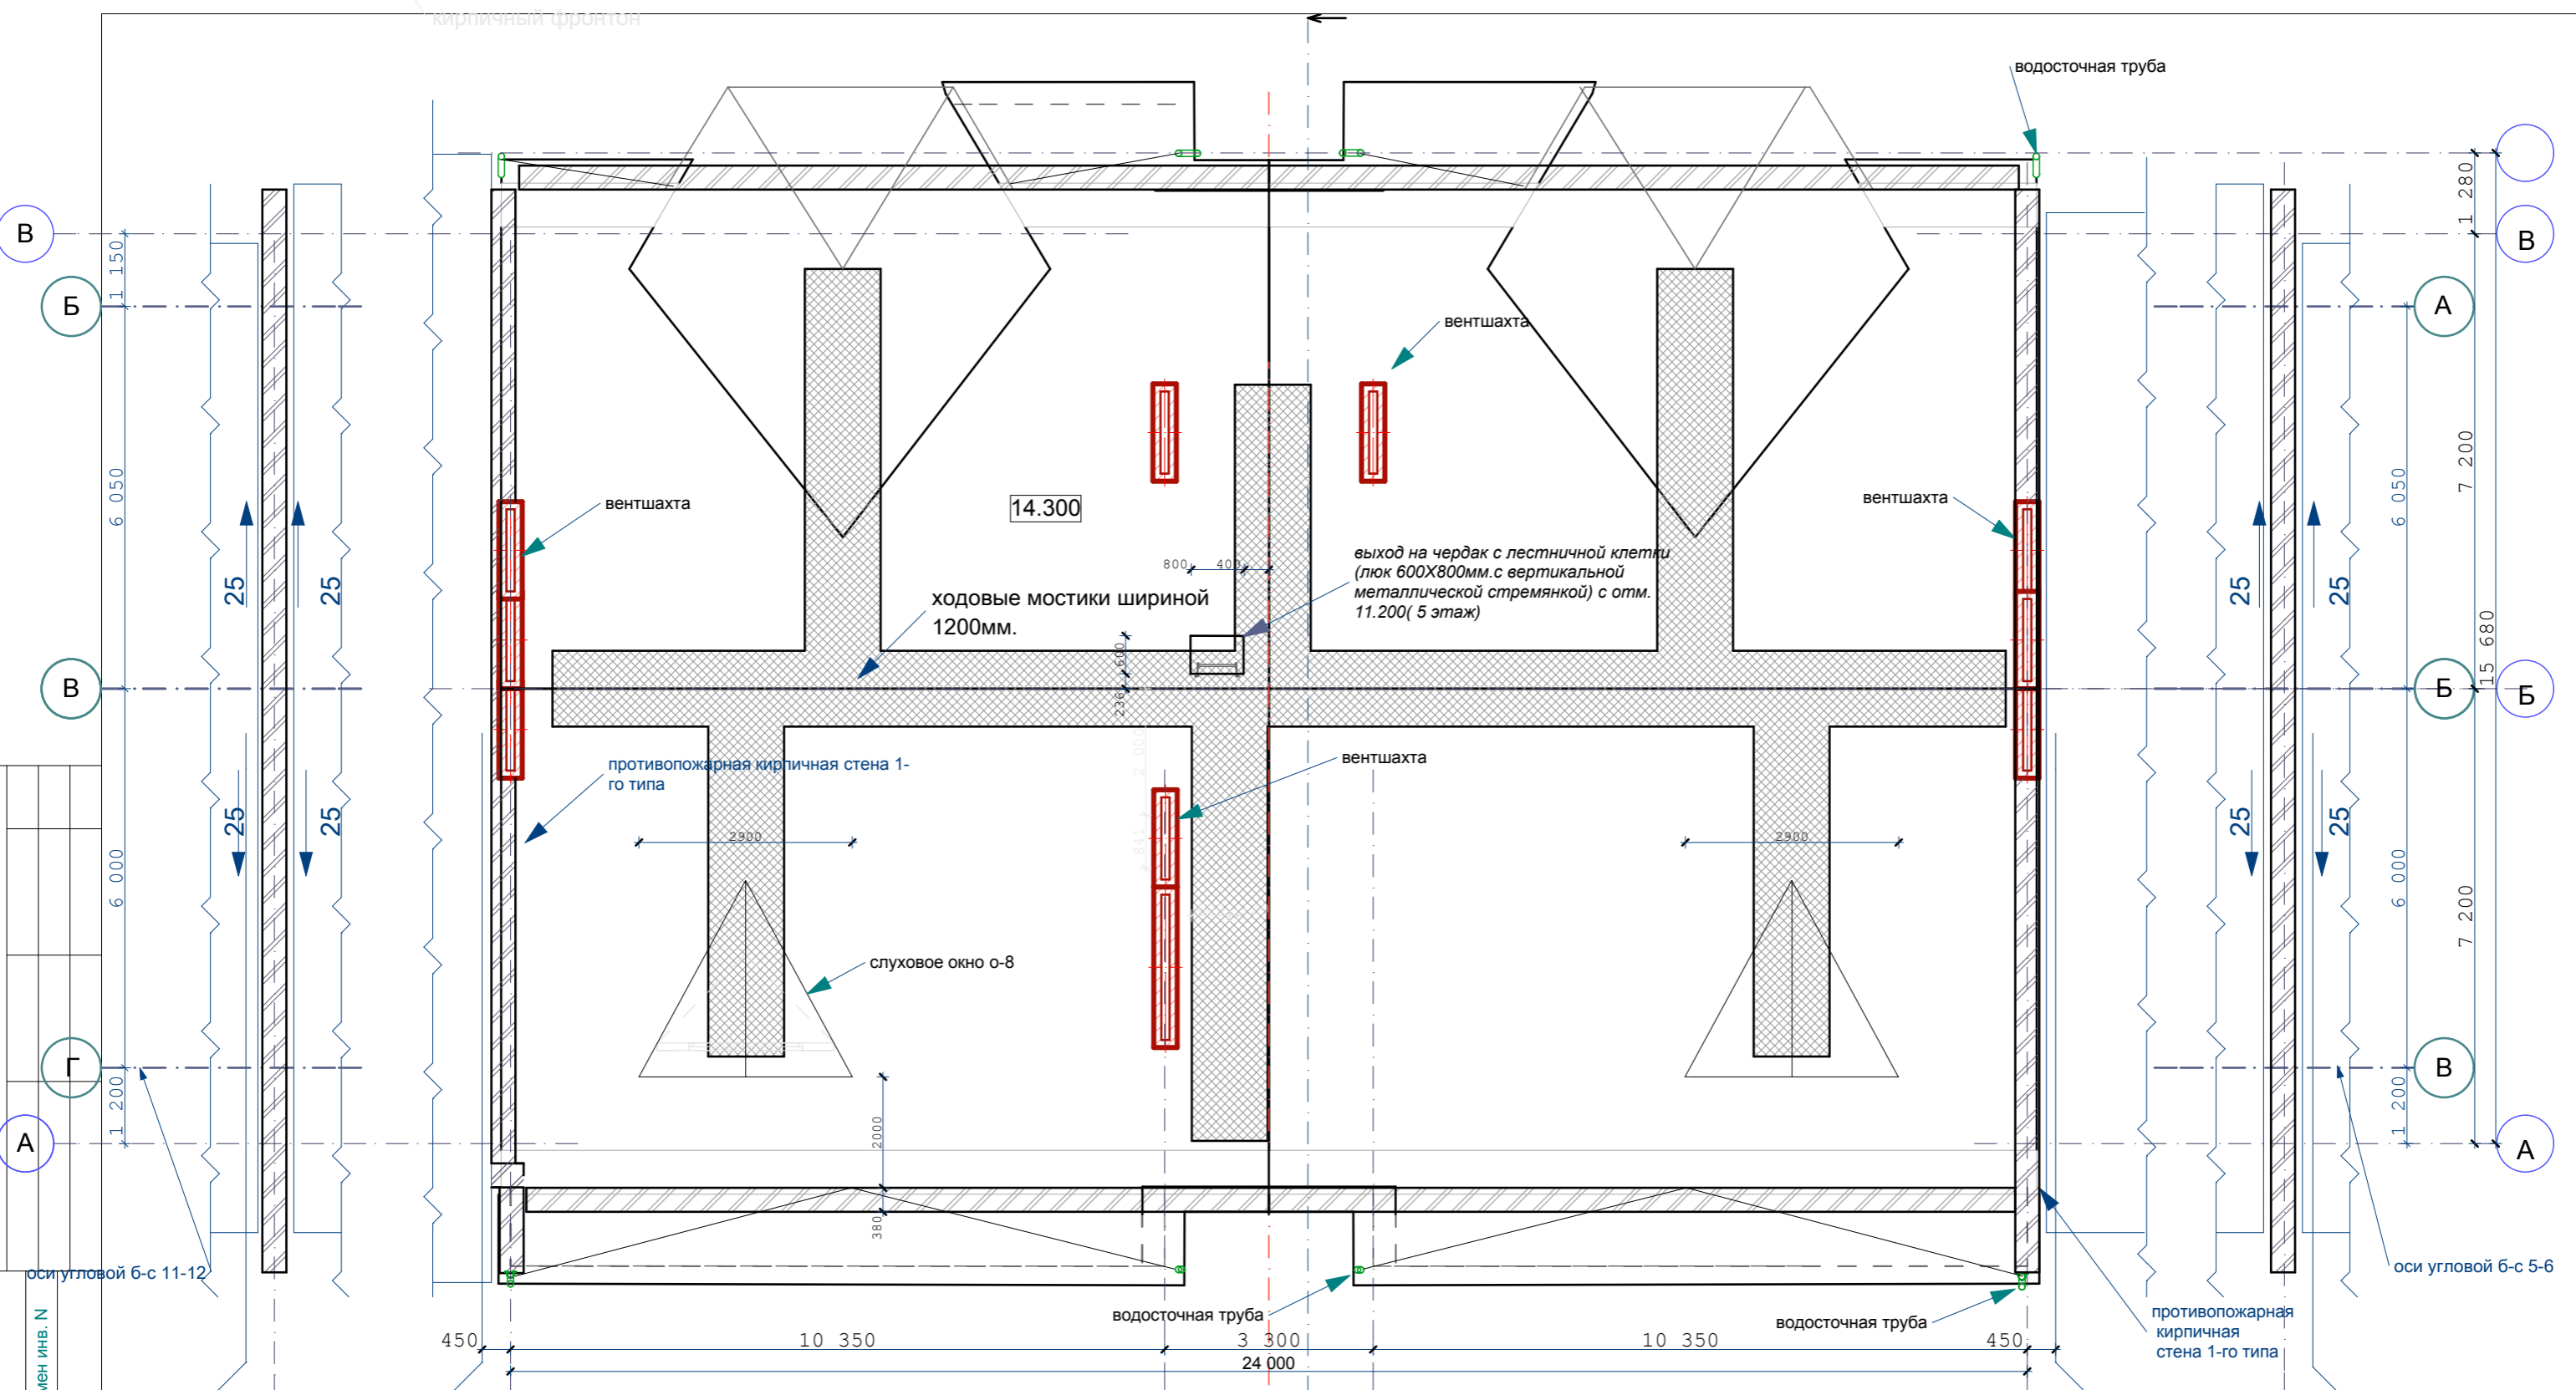 кирпичный фронтон
водосточная труба
В
1 150
Б
1 280
В
А
вентшахта
6 050
вентшахта
14.300
вентшахта
7 200
6 050
25
25
800
400
выход на чердак с лестничной клетки
(люк 600Х800мм.с вертикальной
металлической стремянкой) с отм.
11.200( 5 этаж)
25
25
ходовые мостики шириной
1200мм.
600
236
15 680
В
Б
Б
2 000
противопожарная кирпичная стена 1-
го типа
вентшахта
25
25
2900
841
2900
25
25
6 000
6 000
7 200
слуховое окно о-8
Г
В
1 200
1 200
2000
А
А
380
оси угловой б-с 11-12
оси угловой б-с 5-6
водосточная труба
водосточная труба
противопожарная
кирпичная
стена 1-го типа
450
10 350
3 300
10 350
450
24 000
инв. N